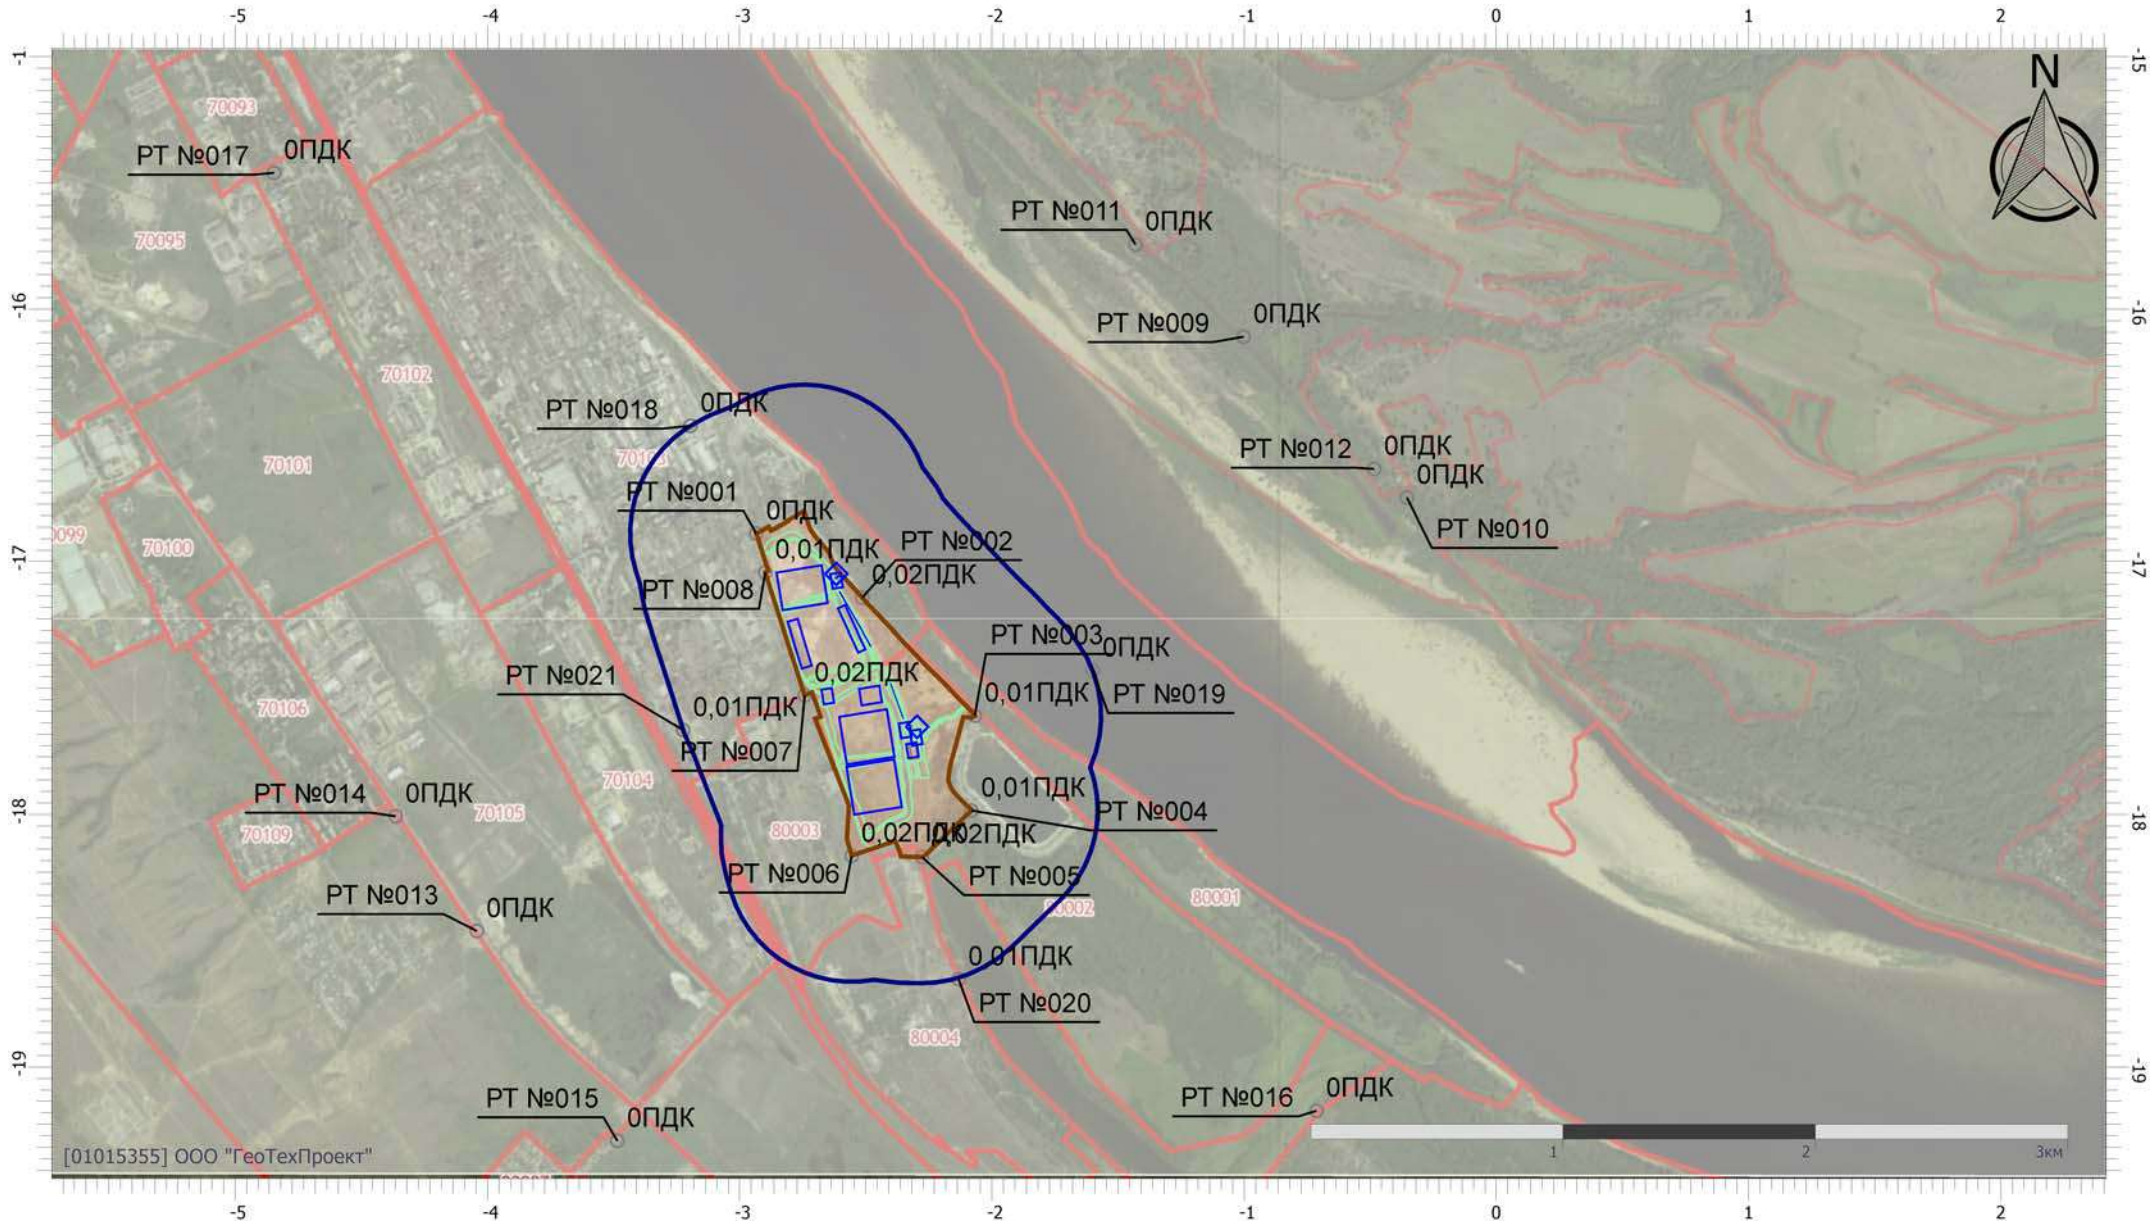 -5 -4 -3 -2 -1 0 1 2
-1
-15
N
70093
РТ №017
0ПДК
РТ №011
0ПДК
70095
-16
-16
РТ №009
0ПДК
70102
РТ №018
0ПДК
РТ №012
0ПДК
0ПДК
РТ №010
70101
70103
РТ №001
0ПДК
0099
70100
0,01ПДК
РТ №002
0,02ПДК
-17
-17
РТ №008
РТ №003
0ПДК
РТ №021
0,02ПДК
0,01ПДК
0,01ПДК
РТ №019
70106
РТ №007
70104
РТ №014
0ПДК
70105
0,01ПДК
РТ №004
-18
-18
70109
80003
0,02ПДК
0,02ПДК
РТ №006
РТ №005
РТ №013
0ПДК
80002
80001
0,01ПДК
РТ №020
80004
-19
-19
РТ №015
0ПДК
РТ №016
0ПДК
[01015355] ООО "ГеоТехПроект"
1 2 3км
-5 -4 -3 -2 -1 0 1 2